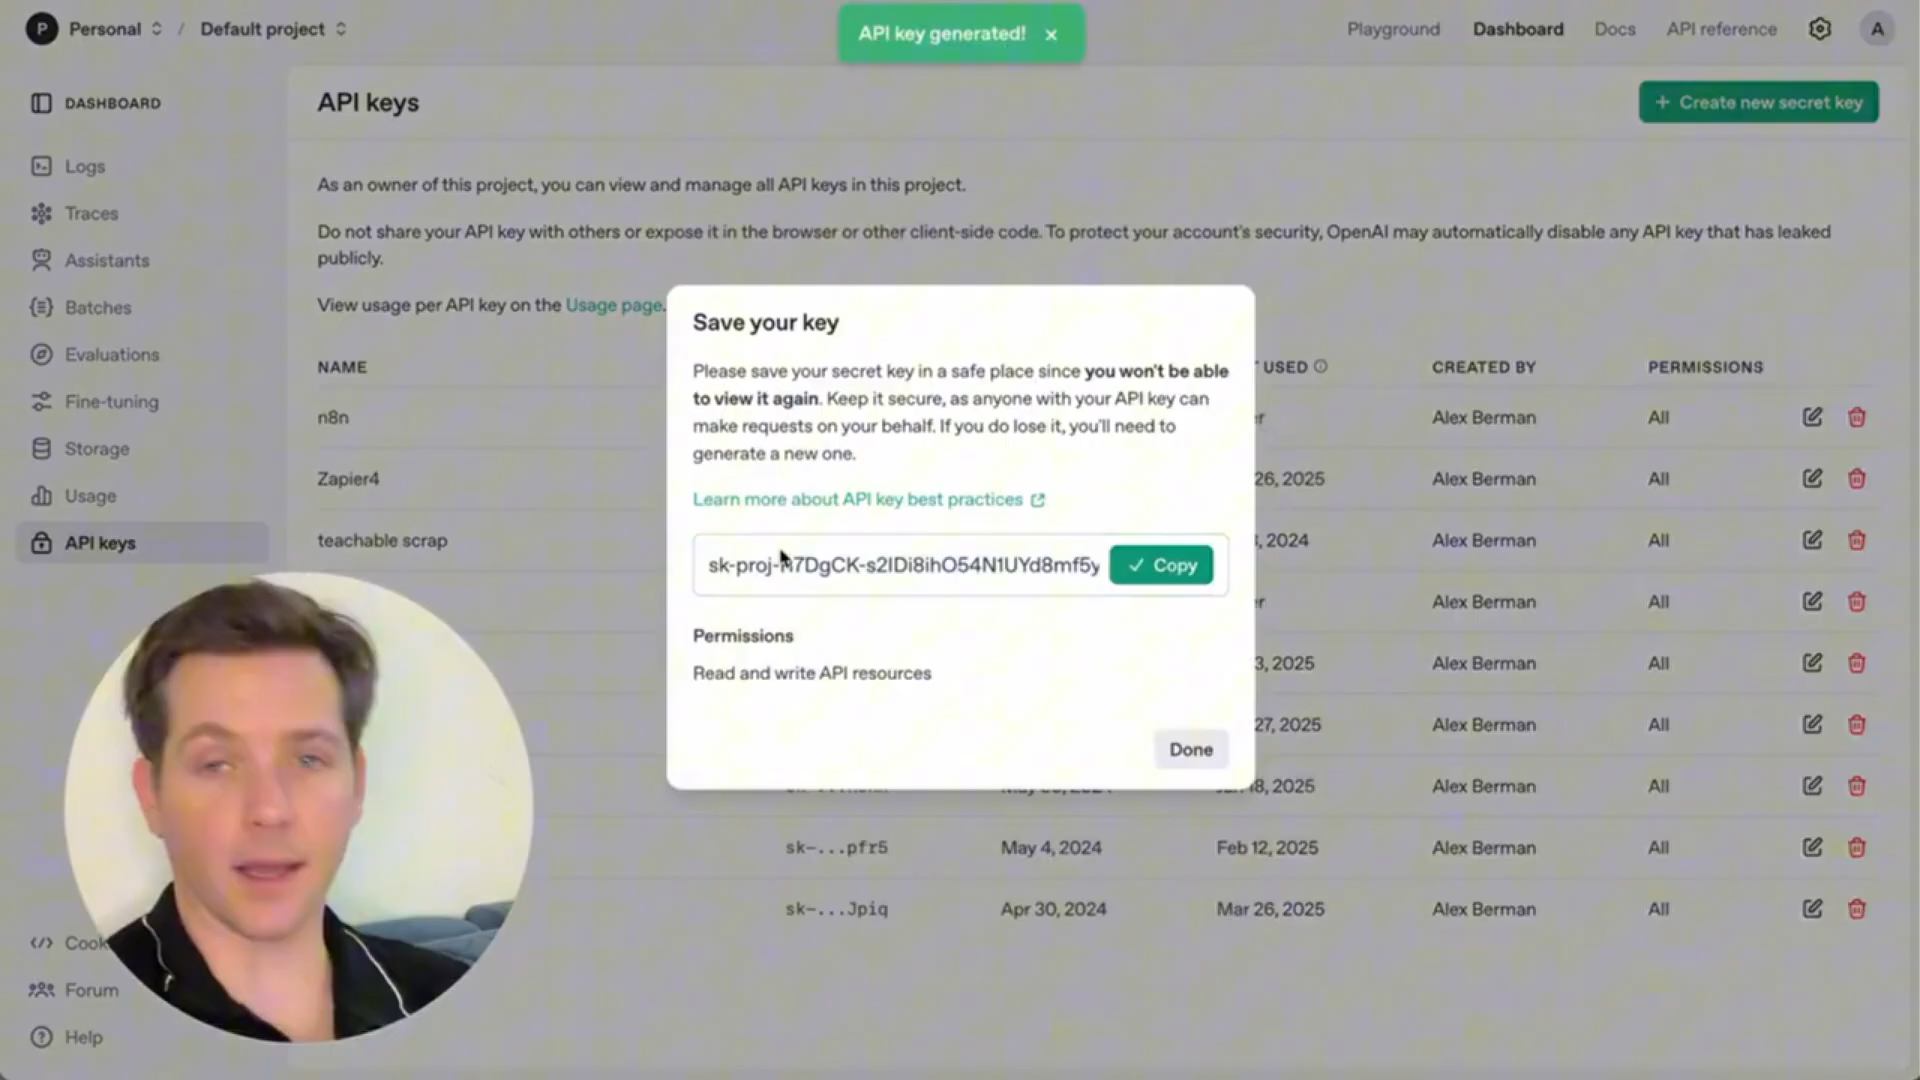 P Personal / Default project
API key generated! ×
Playground Dashboard Docs API reference A
DASHBOARD
Logs
Traces
Assistants
Batches
Evaluations
Fine-tuning
Storage
Usage
API keys
Forum
Help
API keys
+ Create new secret key
As an owner of this project, you can view and manage all API keys in this project.
Do not share your API key with others or expose it in the browser or other client-side code. To protect your account's security, OpenAI may automatically disable any API key that has leaked
publicly.
View usage per API key on the Usage page.
NAME USED CREATED BY PERMISSIONS
n8n Alex Berman All
Zapier4 26, 2025 Alex Berman All
teachable scrap , 2024 Alex Berman All
Alex Berman All
3, 2025 Alex Berman All
27, 2025 Alex Berman All
18, 2025 Alex Berman All
sk-...pfr5 May 4, 2024 Feb 12, 2025 Alex Berman All
sk-...Jpiq Apr 30, 2024 Mar 26, 2025 Alex Berman All
Save your key
Please save your secret key in a safe place since you won't be able
to view it again. Keep it secure, as anyone with your API key can
make requests on your behalf. If you do lose it, you'll need to
generate a new one.
Learn more about API key best practices
Copy
Permissions
Read and write API resources
Done